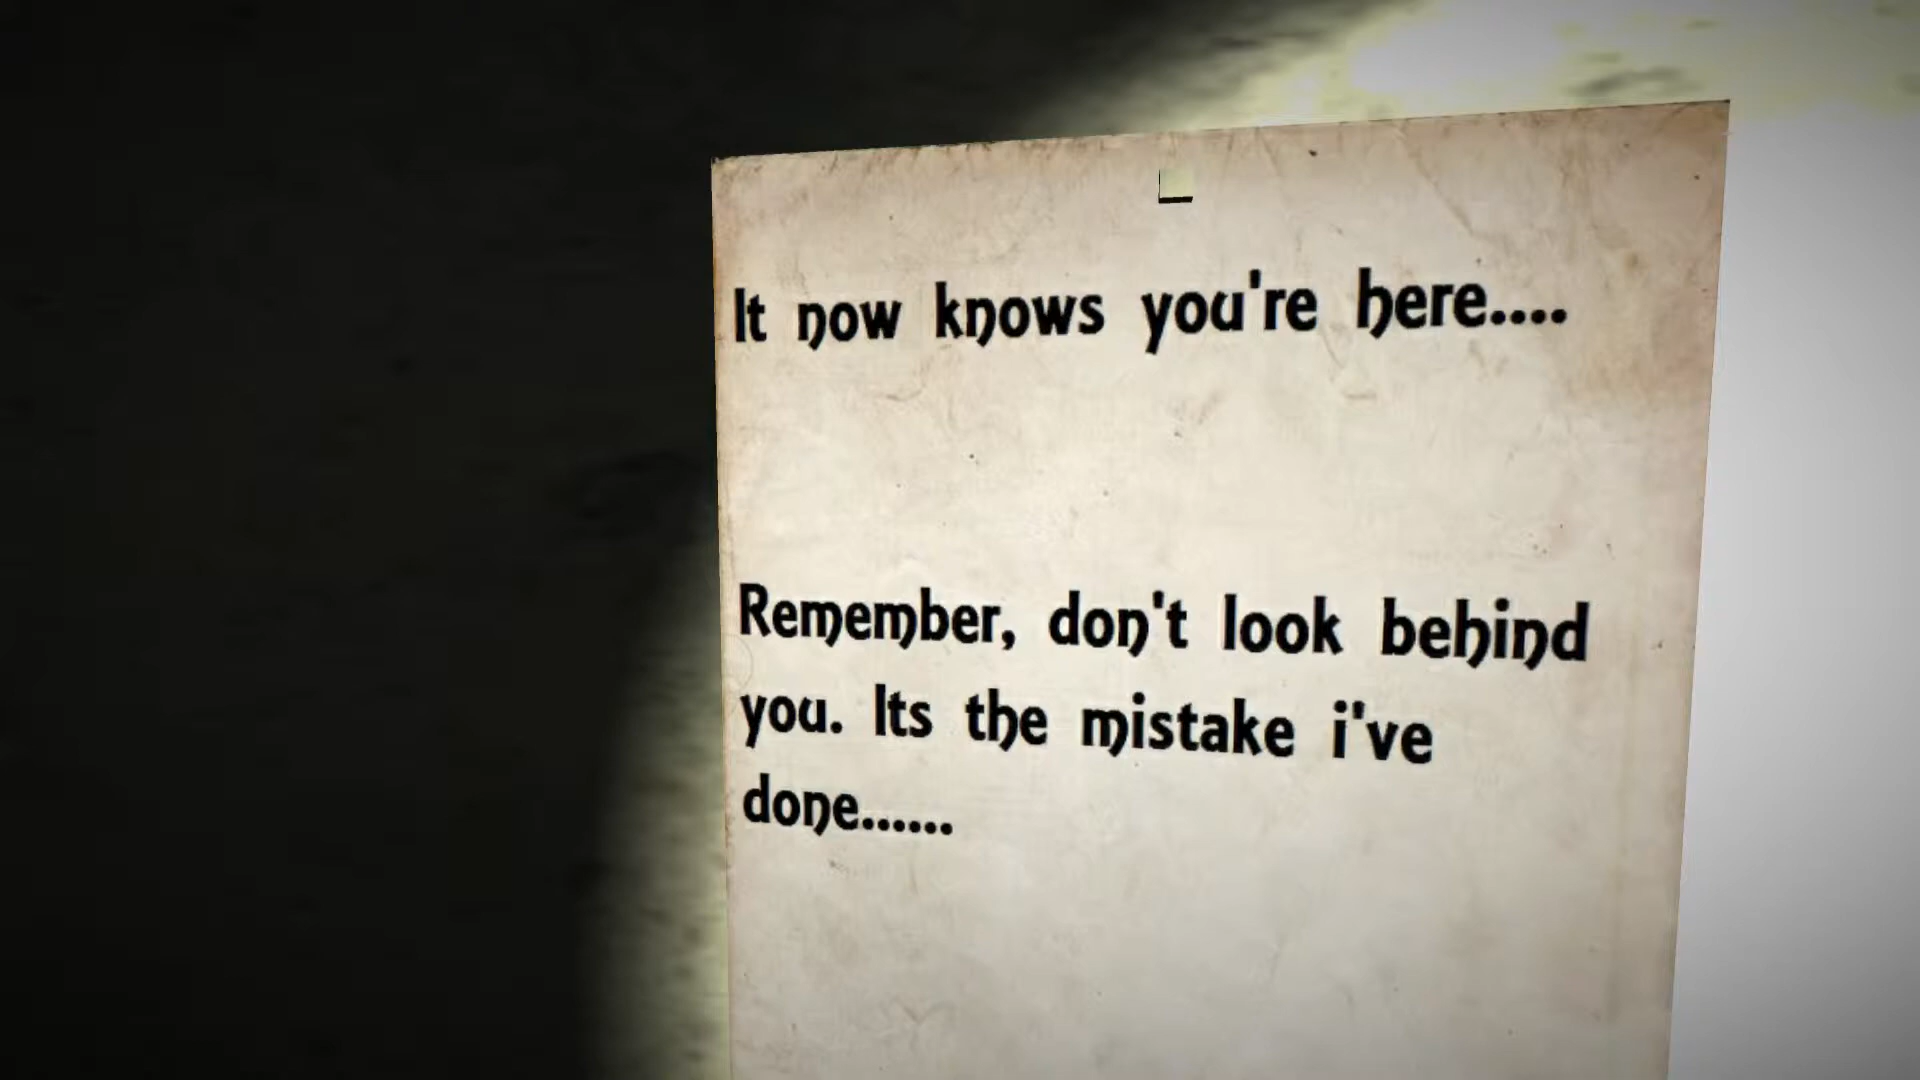 It now knows you're here....
Remember, don't look behind
you. Its the mistake i've
done......